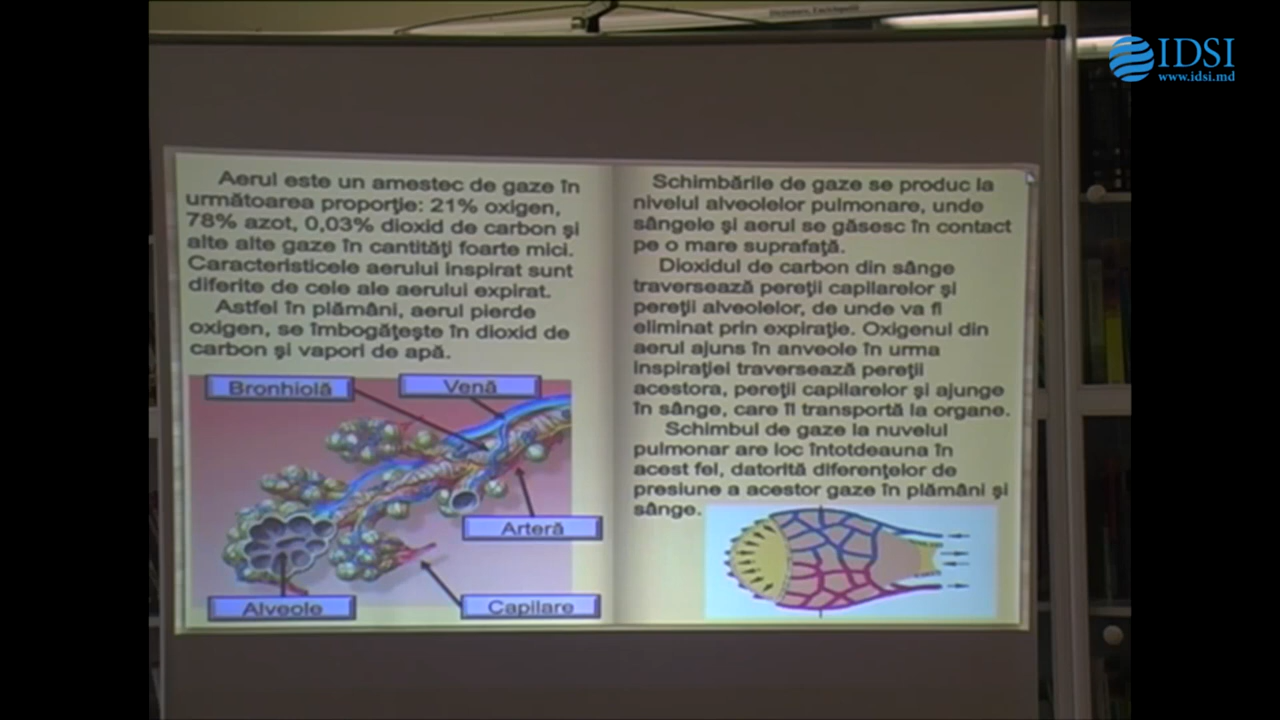 IDSI
www.idsi.md
Aerul este un amestec de gaze în
următoarea proporţie: 21% oxigen,
78% azot, 0,03% dioxid de carbon şi
alte alte gaze în cantităţi foarte mici.
Caracteristicele aerului inspirat sunt
diferite de cele ale aerului expirat.
Astfel în plămâni, aerul pierde
oxigen, se îmbogăţeşte în dioxid de
carbon şi vapori de apă.
Bronhiolă
Venă
Arteră
Alveole
Capilare
Schimbările de gaze se produc la
nivelul alveolelor pulmonare, unde
sângele şi aerul se găsesc în contact
pe o mare suprafaţă.
Dioxidul de carbon din sânge
traversează pereţii capilarelor şi
pereţii alveolelor, de unde va fi
eliminat prin expiraţie. Oxigenul din
aerul ajuns în anveole în urma
inspiraţiei traversează pereţii
acestora, pereţii capilarelor şi ajunge
în sânge, care îl transportă la organe.
Schimbul de gaze la nuvelul
pulmonar are loc întotdeauna în
acest fel, datorită diferenţelor de
presiune a acestor gaze în plămâni şi
sânge.